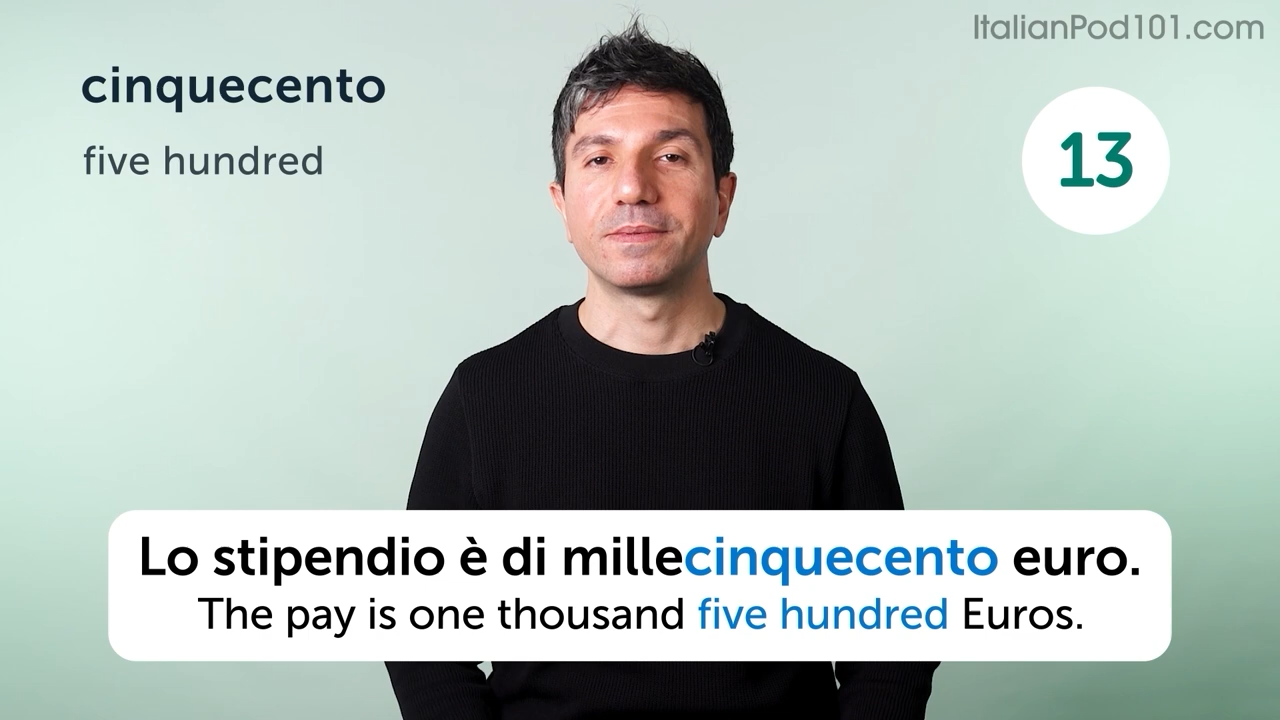 ItalianPod101.com
cinquecento
five hundred
13
Lo stipendio è di millecinquecento euro.
The pay is one thousand five hundred Euros.